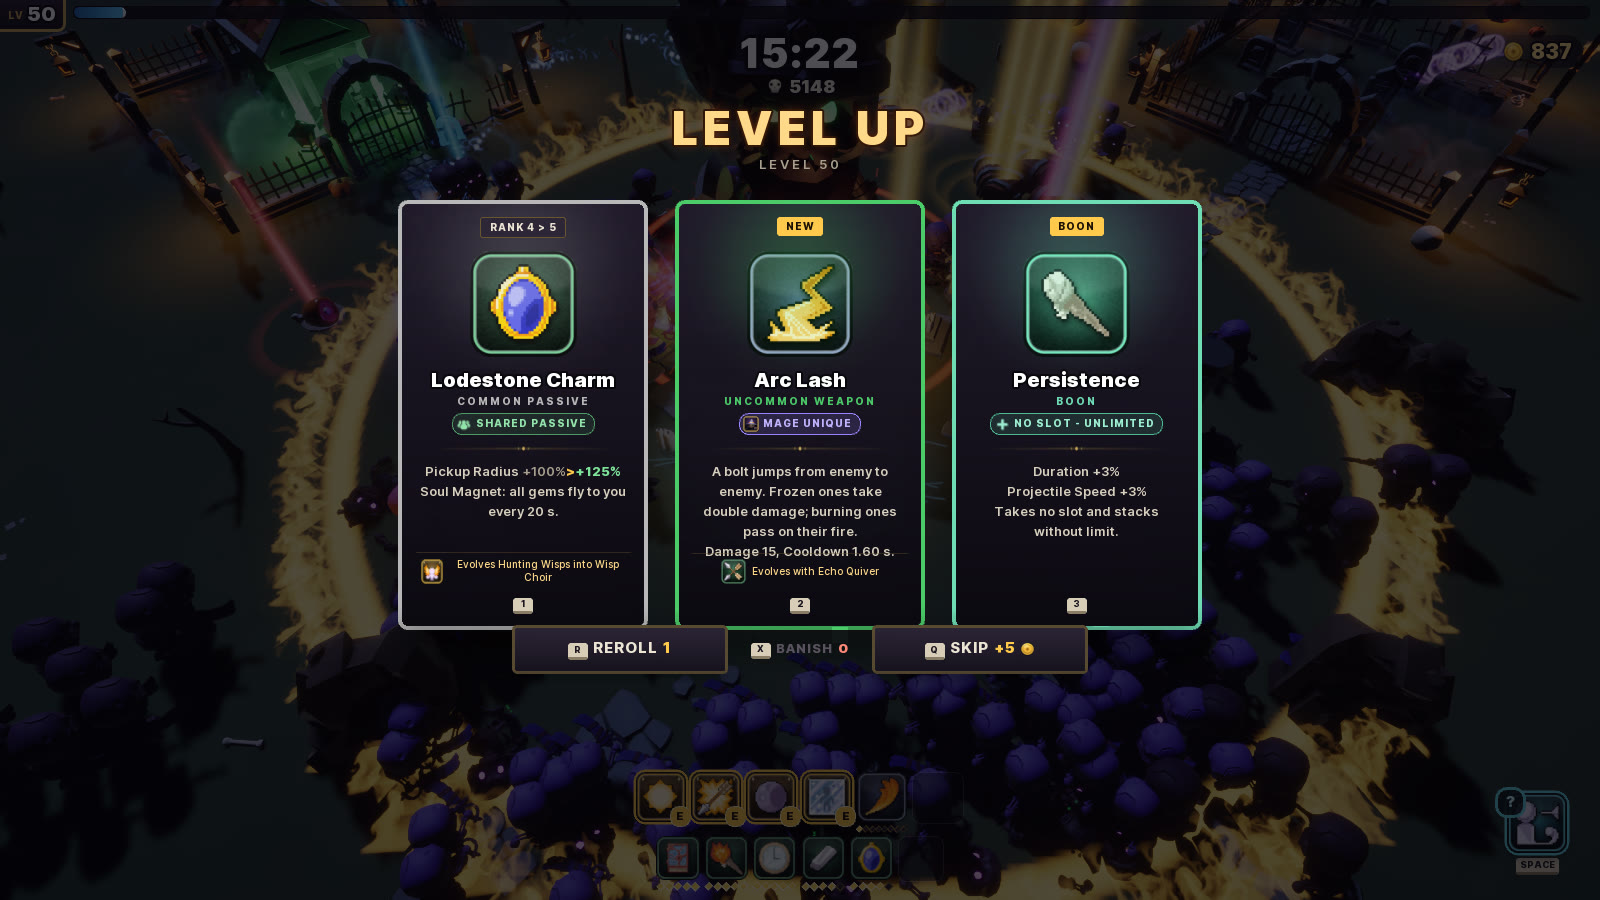 LV 50
15:22
5148
837
LEVEL UP
LEVEL 50
RANK 4 > 5
Lodestone Charm
COMMON PASSIVE
SHARED PASSIVE
Pickup Radius +100%>+125%
Soul Magnet: all gems fly to you
every 20 s.
Evolves Hunting Wisps into Wisp
Choir
1
NEW
Arc Lash
UNCOMMON WEAPON
MAGE UNIQUE
A bolt jumps from enemy to
enemy. Frozen ones take
double damage; burning ones
pass on their fire.
Damage 15, Cooldown 1.60 s.
Evolves with Echo Quiver
2
BOON
Persistence
BOON
NO SLOT - UNLIMITED
Duration +3%
Projectile Speed +3%
Takes no slot and stacks
without limit.
3
R REROLL 1
X BANISH 0
Q SKIP +5
E E E E
?
SPACE